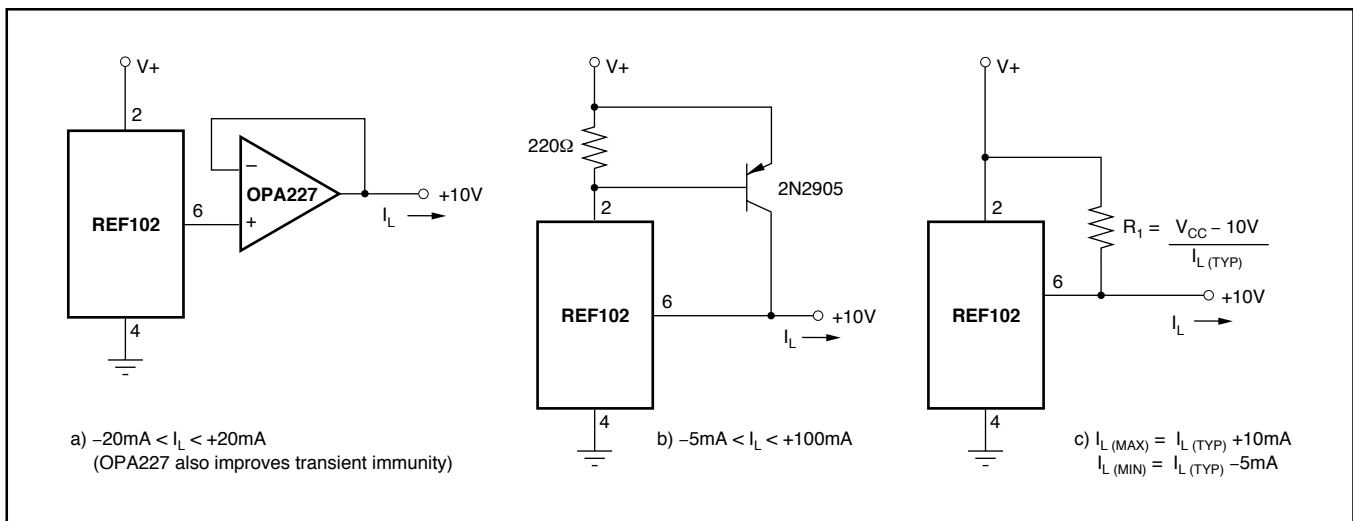 V+
2
REF102
6
4
−
+
OPA227
+10V
I_L
a) –20mA < I_L < +20mA
(OPA227 also improves transient immunity)
V+
220Ω
2N2905
2
REF102
6
4
+10V
I_L
b) –5mA < I_L < +100mA
V+
2
R_1 = V_CC – 10V
I_L (TYP)
6
REF102
+10V
I_L
4
c) I_L (MAX) = I_L (TYP) +10mA
I_L (MIN) = I_L (TYP) –5mA